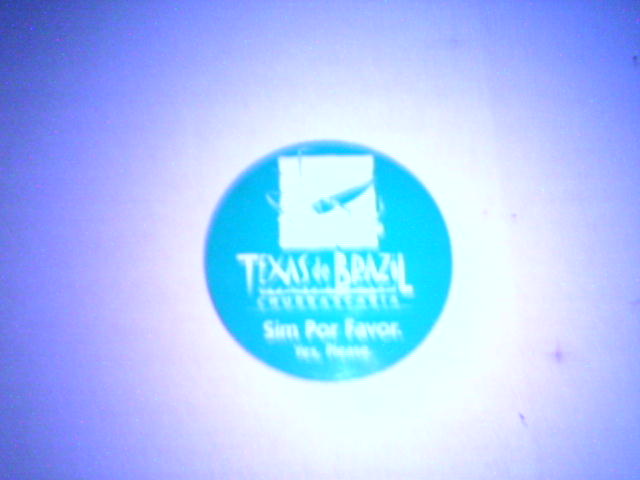 TEXAS de BRAZIL
CHURRASCARIA
Sim Por Favor.
Yes, Please